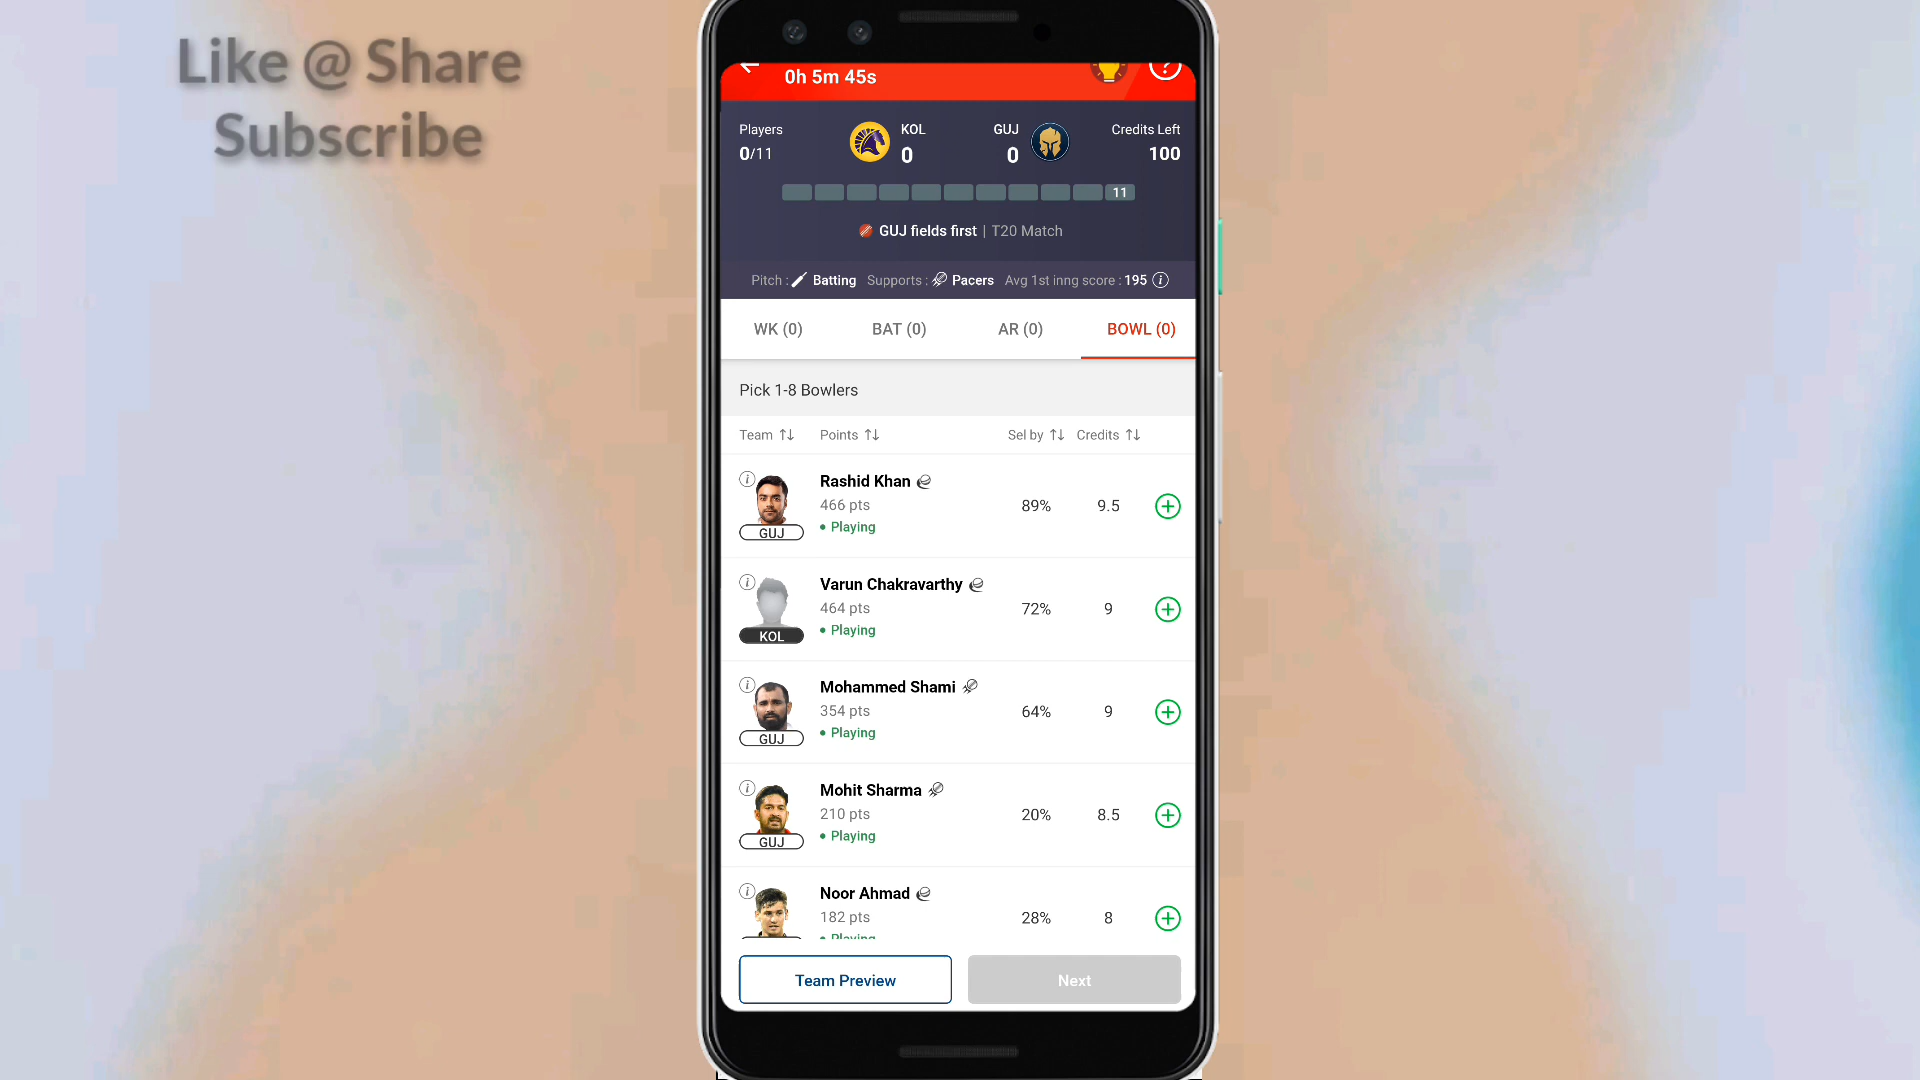 Like @ Share
Subscribe
0h 5m 45s
Players
0/11
KOL
0
GUJ
0
Credits Left
100
11
GUJ fields first | T20 Match
Pitch : Batting Supports : Pacers Avg 1st inng score : 195
WK (0) BAT (0) AR (0) BOWL (0)
Pick 1-8 Bowlers
Team Points Sel by Credits
Rashid Khan
466 pts
Playing
GUJ
89% 9.5
Varun Chakravarthy
464 pts
Playing
KOL
72% 9
Mohammed Shami
354 pts
Playing
GUJ
64% 9
Mohit Sharma
210 pts
Playing
GUJ
20% 8.5
Noor Ahmad
182 pts
Playing
28% 8
Team Preview Next